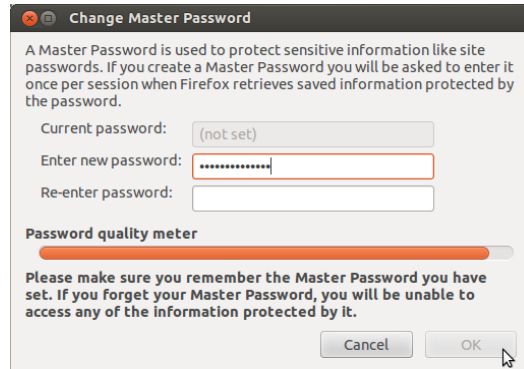 Change Master Password
A Master Password is used to protect sensitive information like site
passwords. If you create a Master Password you will be asked to enter it
once per session when Firefox retrieves saved information protected by
the password.
Current password: (not set)
Enter new password: ••••••••••••••
Re-enter password:
Password quality meter
Please make sure you remember the Master Password you have
set. If you forget your Master Password, you will be unable to
access any of the information protected by it.
Cancel OK